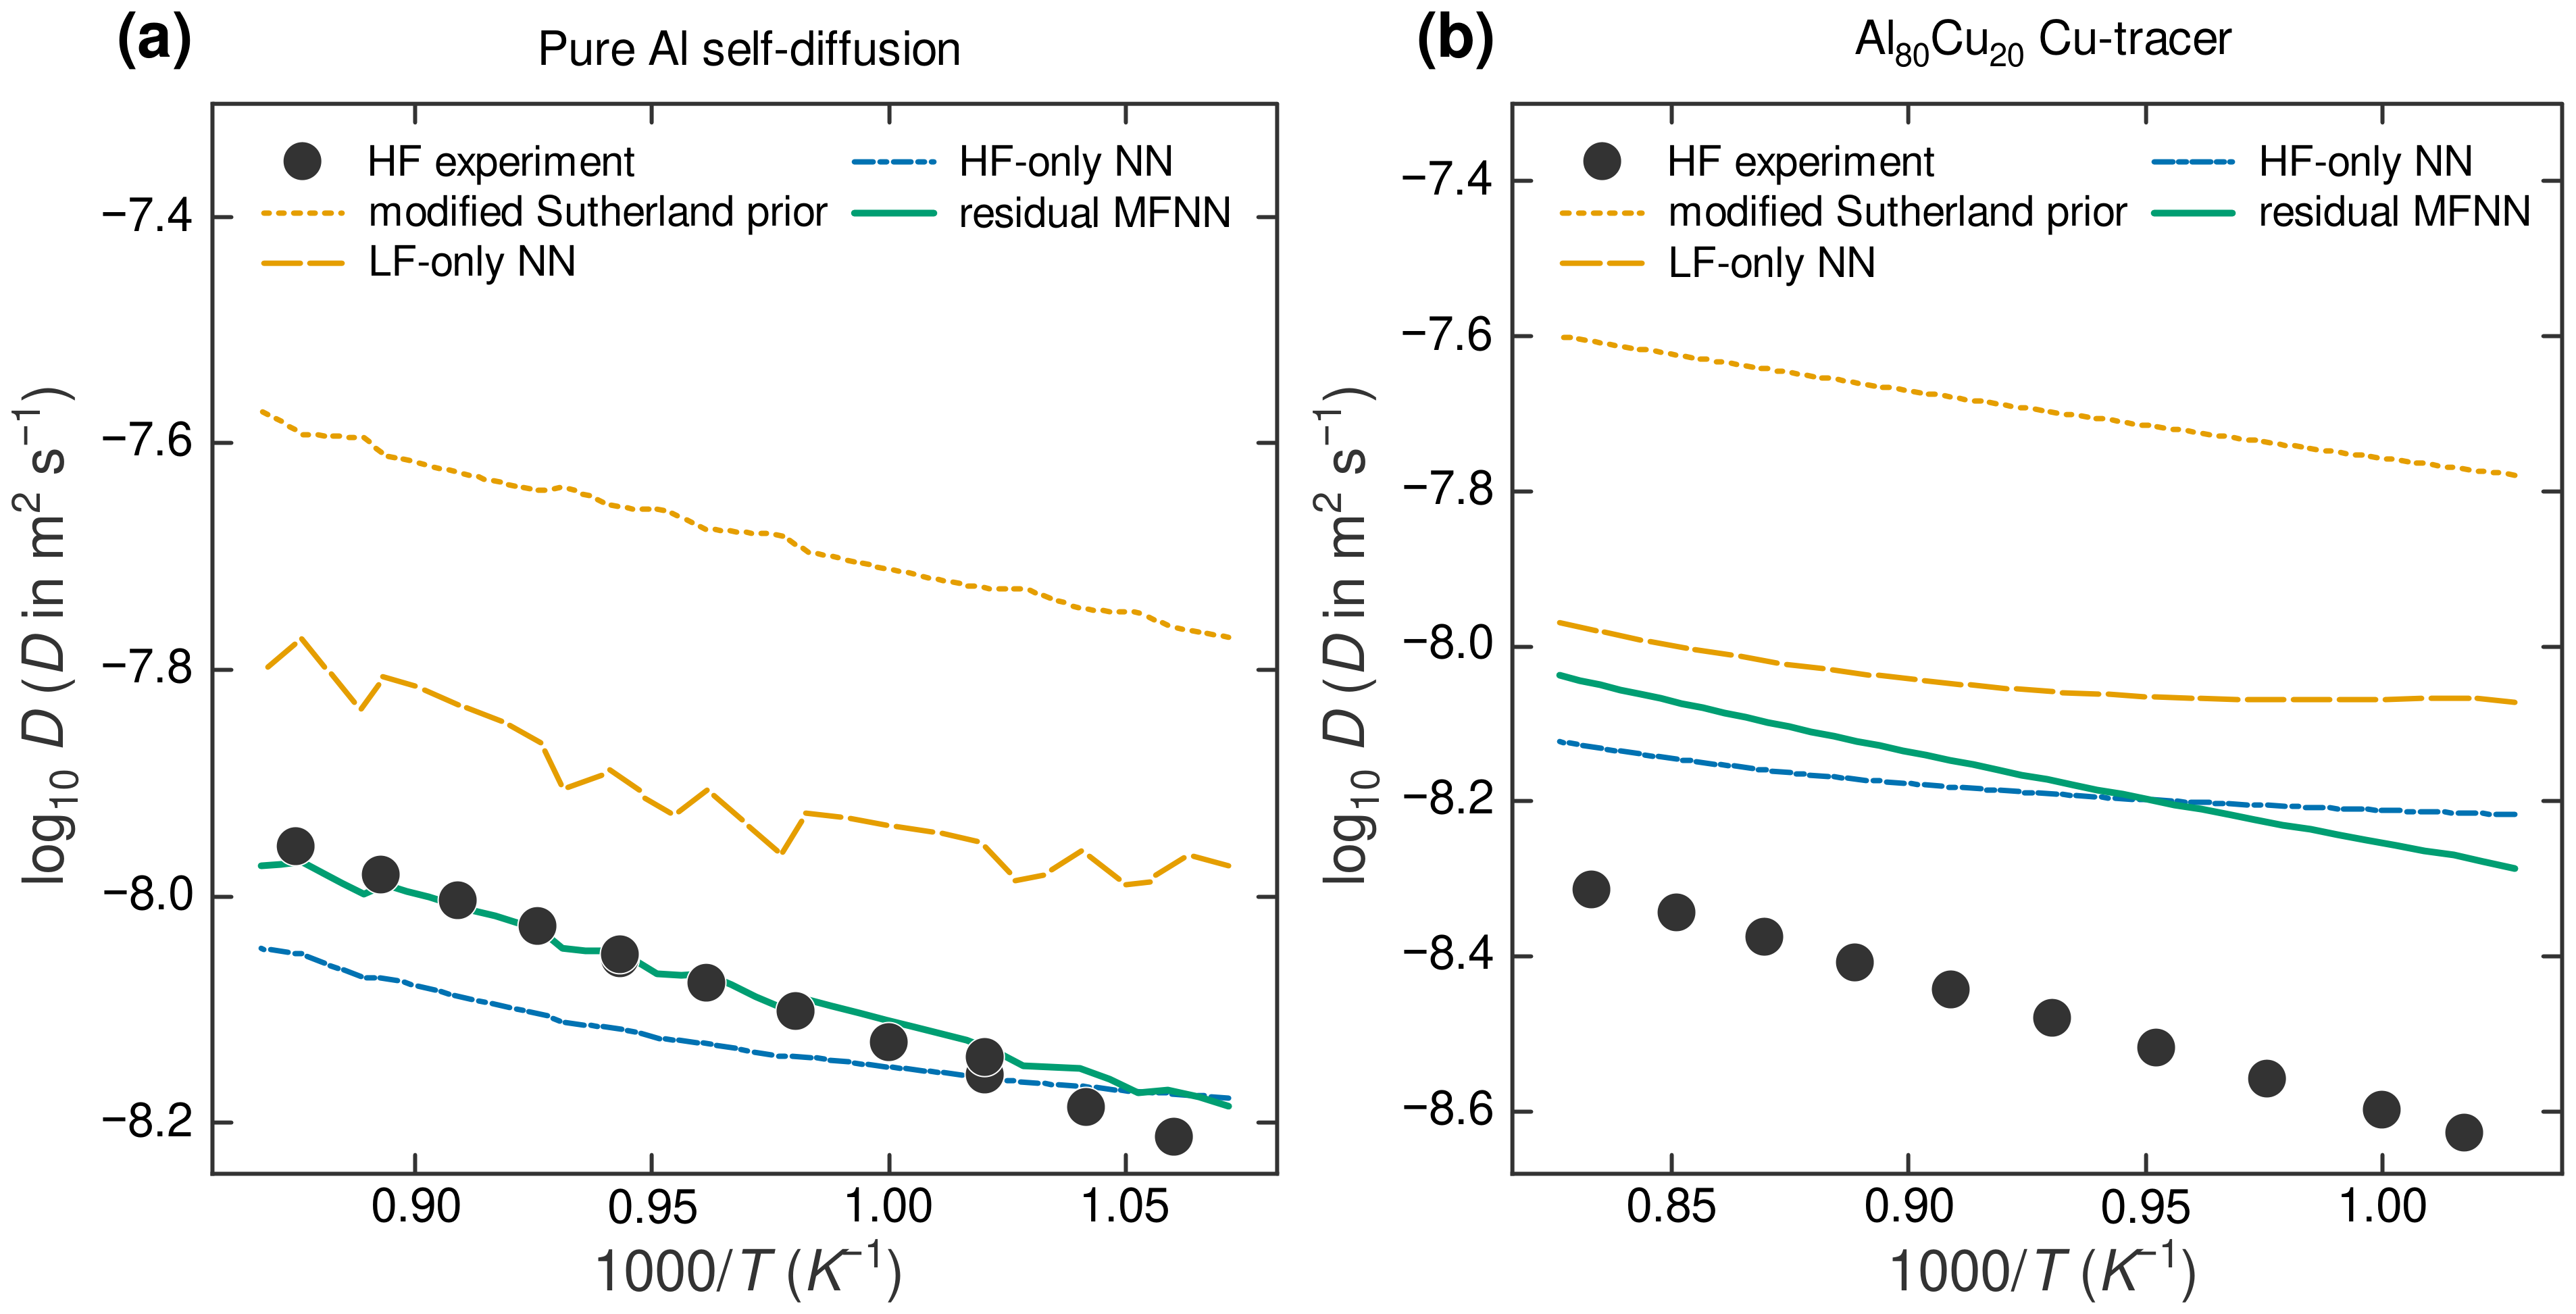 (a)
Pure Al self-diffusion
HF experiment
modified Sutherland prior
LF-only NN
HF-only NN
residual MFNN
−7.4
−7.6
−7.8
−8.0
−8.2
log₁₀ D (D in m² s⁻¹)
0.90 0.95 1.00 1.05
1000/T (K⁻¹)
(b)
Al₈₀Cu₂₀ Cu-tracer
HF experiment
modified Sutherland prior
LF-only NN
HF-only NN
residual MFNN
−7.4
−7.6
−7.8
−8.0
−8.2
−8.4
−8.6
log₁₀ D (D in m² s⁻¹)
0.85 0.90 0.95 1.00
1000/T (K⁻¹)